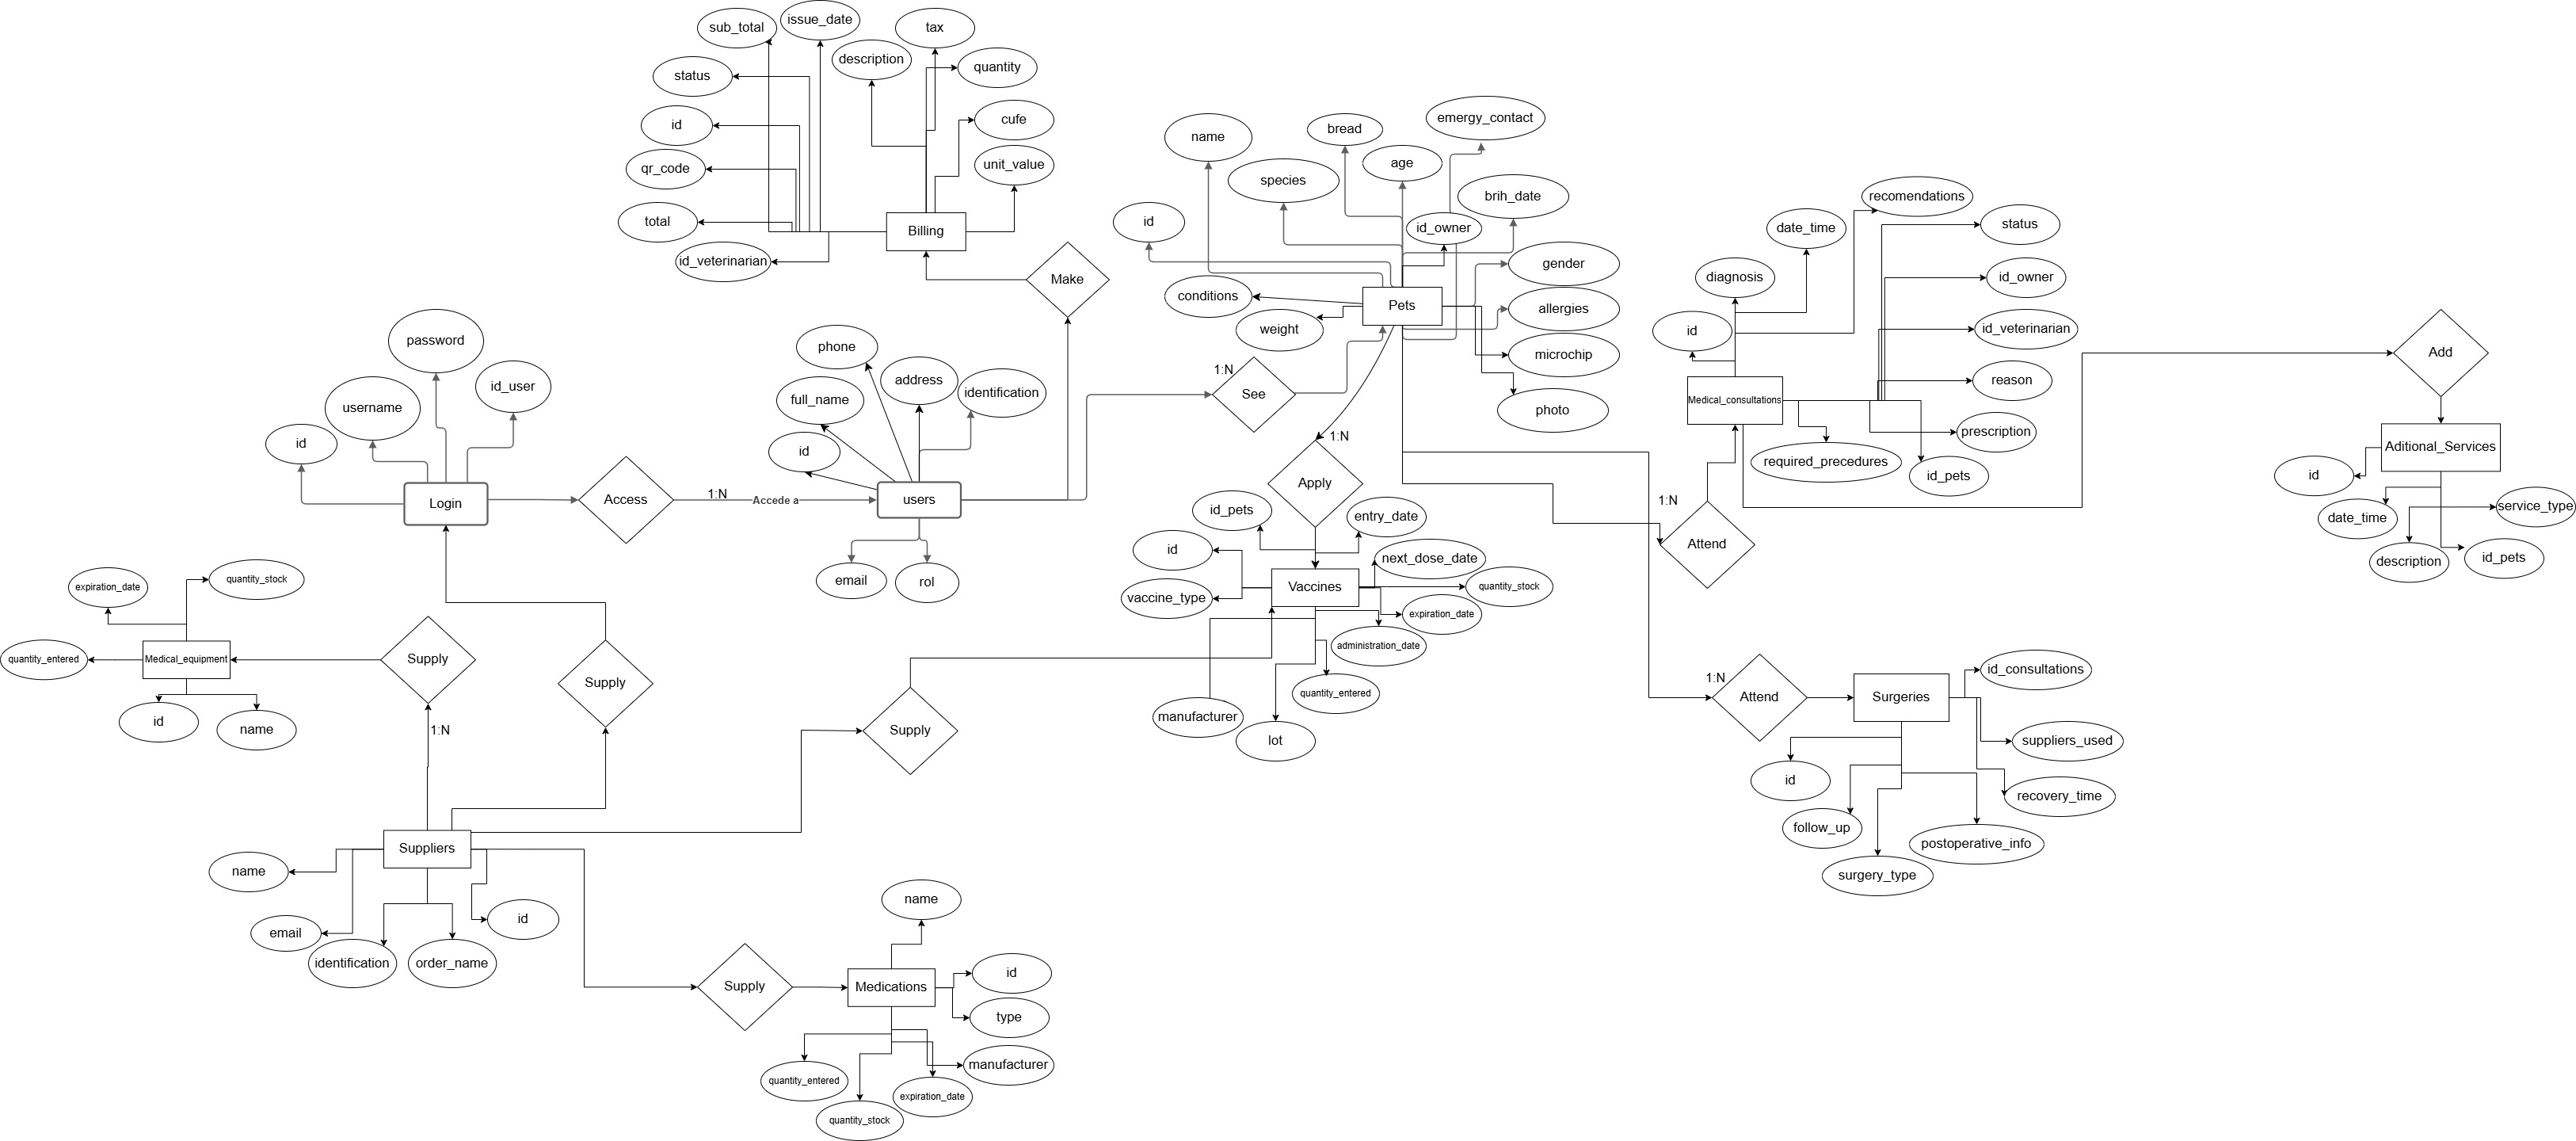 sub_total
issue_date
tax
description
status
quantity
id
cufe
qr_code
unit_value
total
Billing
id_veterinarian
Make
password
username
id_user
id
Login
Access
1:N
Accede a
phone
address
full_name
identification
id
users
email
rol
name
bread
emergy_contact
age
species
brih_date
id
id_owner
gender
conditions
Pets
allergies
weight
microchip
photo
1:N
See
1:N
Apply
id_pets
entry_date
id
next_dose_date
Vaccines
quantity_stock
vaccine_type
expiration_date
administration_date
quantity_entered
manufacturer
lot
recomendations
date_time
status
diagnosis
id_owner
id
id_veterinarian
reason
Medical_consultations
prescription
required_precedures
id_pets
1:N
Attend
Add
Aditional_Services
id
date_time
service_type
description
id_pets
1:N
Attend
Surgeries
id_consultations
suppliers_used
id
recovery_time
follow_up
postoperative_info
surgery_type
expiration_date
quantity_stock
quantity_entered
Medical_equipment
id
name
Supply
1:N
Supply
Supply
Suppliers
name
email
identification
order_name
id
Supply
name
Medications
id
type
manufacturer
quantity_entered
expiration_date
quantity_stock